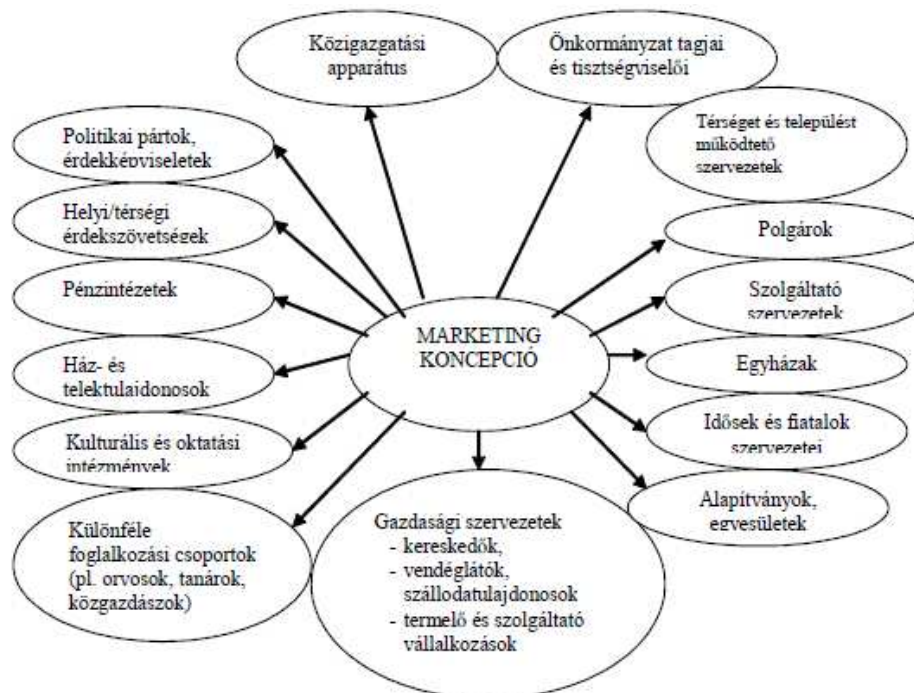 Közigazgatási
apparátus
Önkormányzat tagjai
és tisztségviselői
Térséget és települést
működtető
szervezetek
Politikai pártok,
érdekképviseletek
Helyi/térségi
érdekszövetségek
Polgárok
Pénzintézetek
Szolgáltató
szervezetek
MARKETING
KONCEPCIÓ
Ház- és
telektulajdonosok
Egyházak
Kulturális és oktatási
intézmények
Idősek és fiatalok
szervezetei
Alapítványok,
egyesületek
Különféle
foglalkozási csoportok
(pl. orvosok, tanárok,
közgazdászok)
Gazdasági szervezetek
- kereskedők,
- vendéglátók,
szállodatulajdonosok
- termelő és szolgáltató
vállalkozások